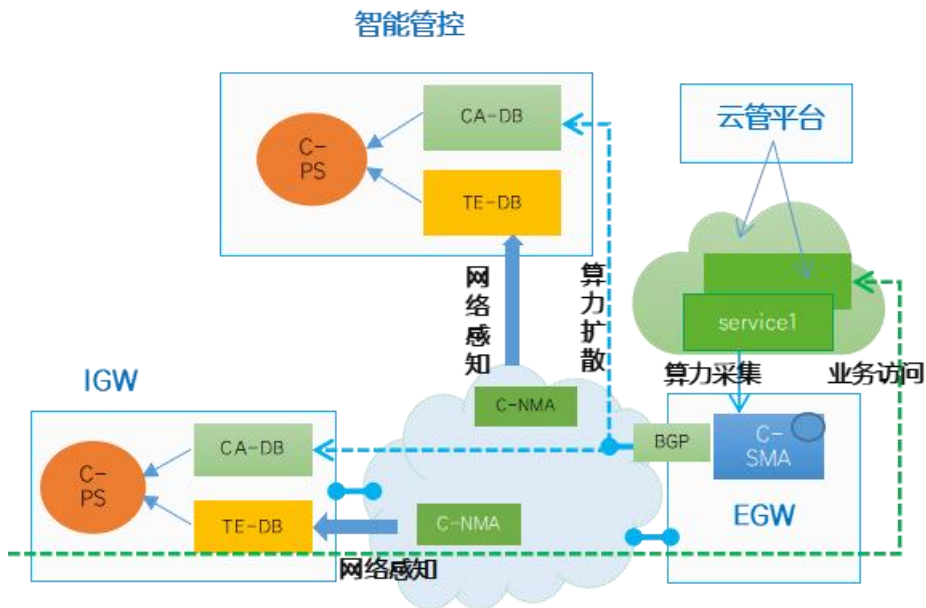 智能管控
C-
PS
CA-DB
TE-DB
云管平台
网
络
感
知
算
力
扩
散
service1
算力采集
业务访问
IGW
C-
PS
CA-DB
TE-DB
C-NMA
C-NMA
网络感知
BGP
C-
SMA
EGW